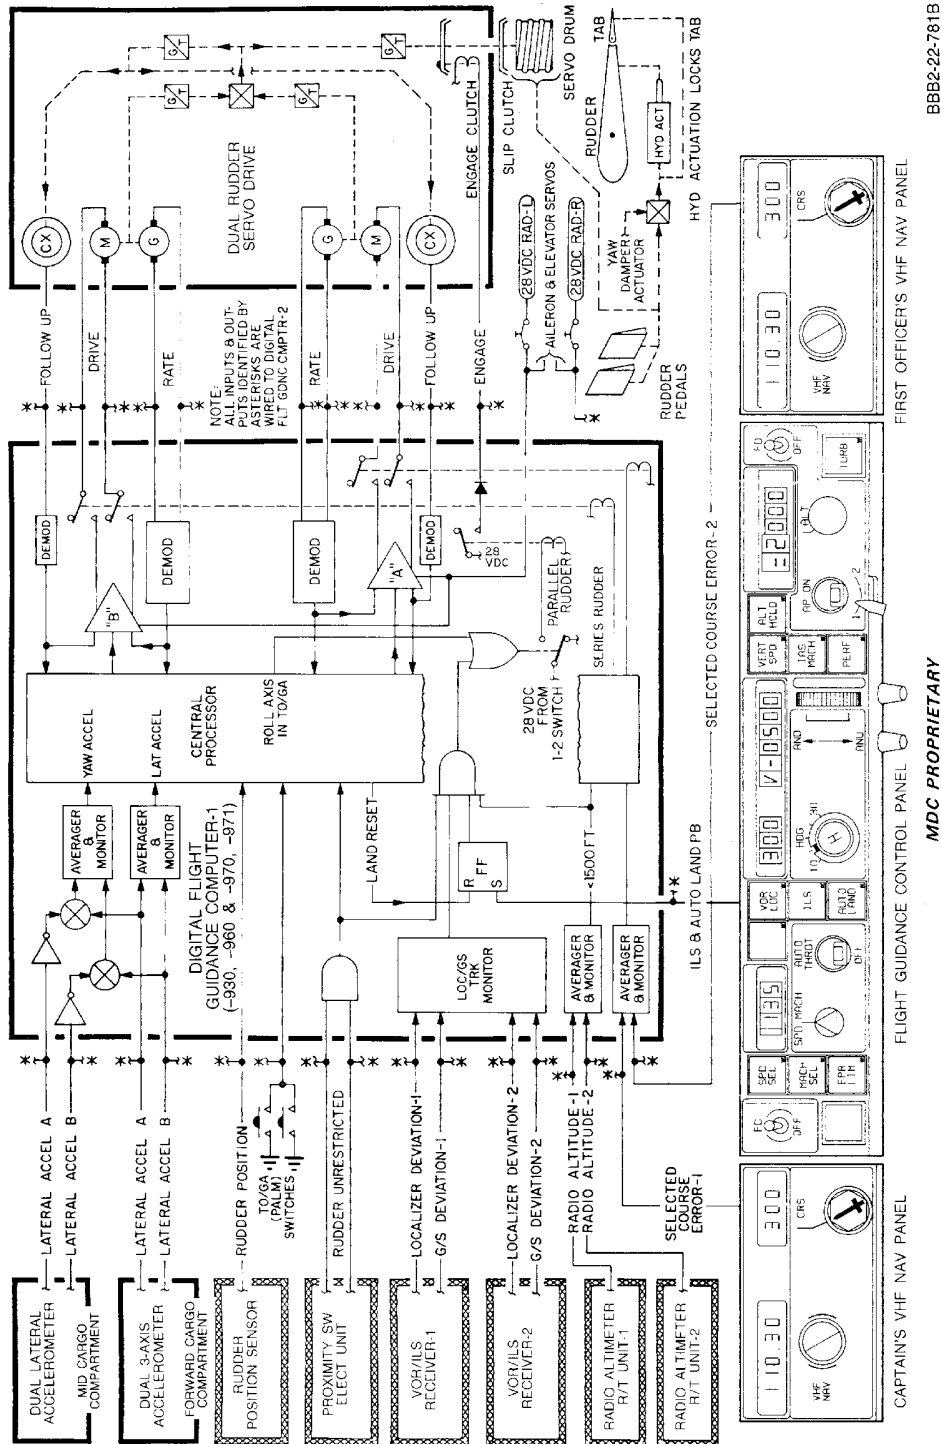 DUAL LATERAL
ACCELEROMETER
MID CARGO
COMPARTMENT
DUAL 3-AXIS
ACCELEROMETER
FORWARD CARGO
COMPARTMENT
RUDDER
POSITION SENSOR
PROXIMITY SW
ELECT UNIT
VOR/ILS
RECEIVER-1
VOR/ILS
RECEIVER-2
RADIO ALTIMETER
R/T UNIT-1
RADIO ALTIMETER
R/T UNIT-2
LATERAL ACCEL A
LATERAL ACCEL B
LATERAL ACCEL A
LATERAL ACCEL B
RUDDER POSITION
TO/GA
(PALM)
SWITCHES
RUDDER UNRESTRICTED
LOCALIZER DEVIATION-1
G/S DEVIATION-1
LOCALIZER DEVIATION-2
G/S DEVIATION-2
RADIO ALTITUDE-1
RADIO ALTITUDE-2
SELECTED
COURSE
ERROR-1
AVERAGER
&
MONITOR
AVERAGER
&
MONITOR
YAW ACCEL
LAT ACCEL
DIGITAL FLIGHT
GUIDANCE COMPUTER-1
(-930, -960 & -970, -971)
CENTRAL
PROCESSOR
ROLL AXIS
IN TO/GA
LAND RESET
R
FF
S
LOC/GS
TRK
MONITOR
AVERAGER
& MONITOR
AVERAGER
& MONITOR
<1500 FT
ILS & AUTO LAND PB
DEMOD
"B"
DEMOD
DEMOD
"A"
DEMOD
28
VDC
PARALLEL
RUDDER
28 VDC
FROM
1-2 SWITCH
SERIES RUDDER
SELECTED COURSE ERROR-2
FOLLOW UP
DRIVE
RATE
NOTE:
ALL INPUTS & OUT-
PUTS IDENTIFIED BY
ASTERISKS ARE
WIRED TO DIGITAL
FLT GDNC CMPTR-2
RATE
DRIVE
FOLLOW UP
ENGAGE
CX
M
G
G
M
CX
G/T
G/T
G/T
G/T
DUAL RUDDER
SERVO DRIVE
ENGAGE CLUTCH
SLIP CLUTCH
SERVO DRUM
28VDC RAD-L
28VDC RAD-R
AILERON & ELEVATOR SERVOS
TAB
RUDDER
HYD ACT
HYD ACTUATION LOCKS TAB
YAW
DAMPER
ACTUATOR
RUDDER
PEDALS
110.30
300
VHF
NAV
CRS
CAPTAIN'S VHF NAV PANEL
FD
OFF
SPD
SEL
MACH
SEL
EPR
LIM
SPD MACH
AUTO
THROT
OFF
VOR
LOC
ILS
AUTO
LAND
300
V-0500
HDG
10
30
H
AND
ANU
VERT
SPD
ALT
HOLD
IAS
MACH
PERF
12000
AP ON
1
2
ALT
FD
OFF
TURB
FLIGHT GUIDANCE CONTROL PANEL
110.30
300
VHF
NAV
CRS
FIRST OFFICER'S VHF NAV PANEL
BBB2-22-781B
MDC PROPRIETARY